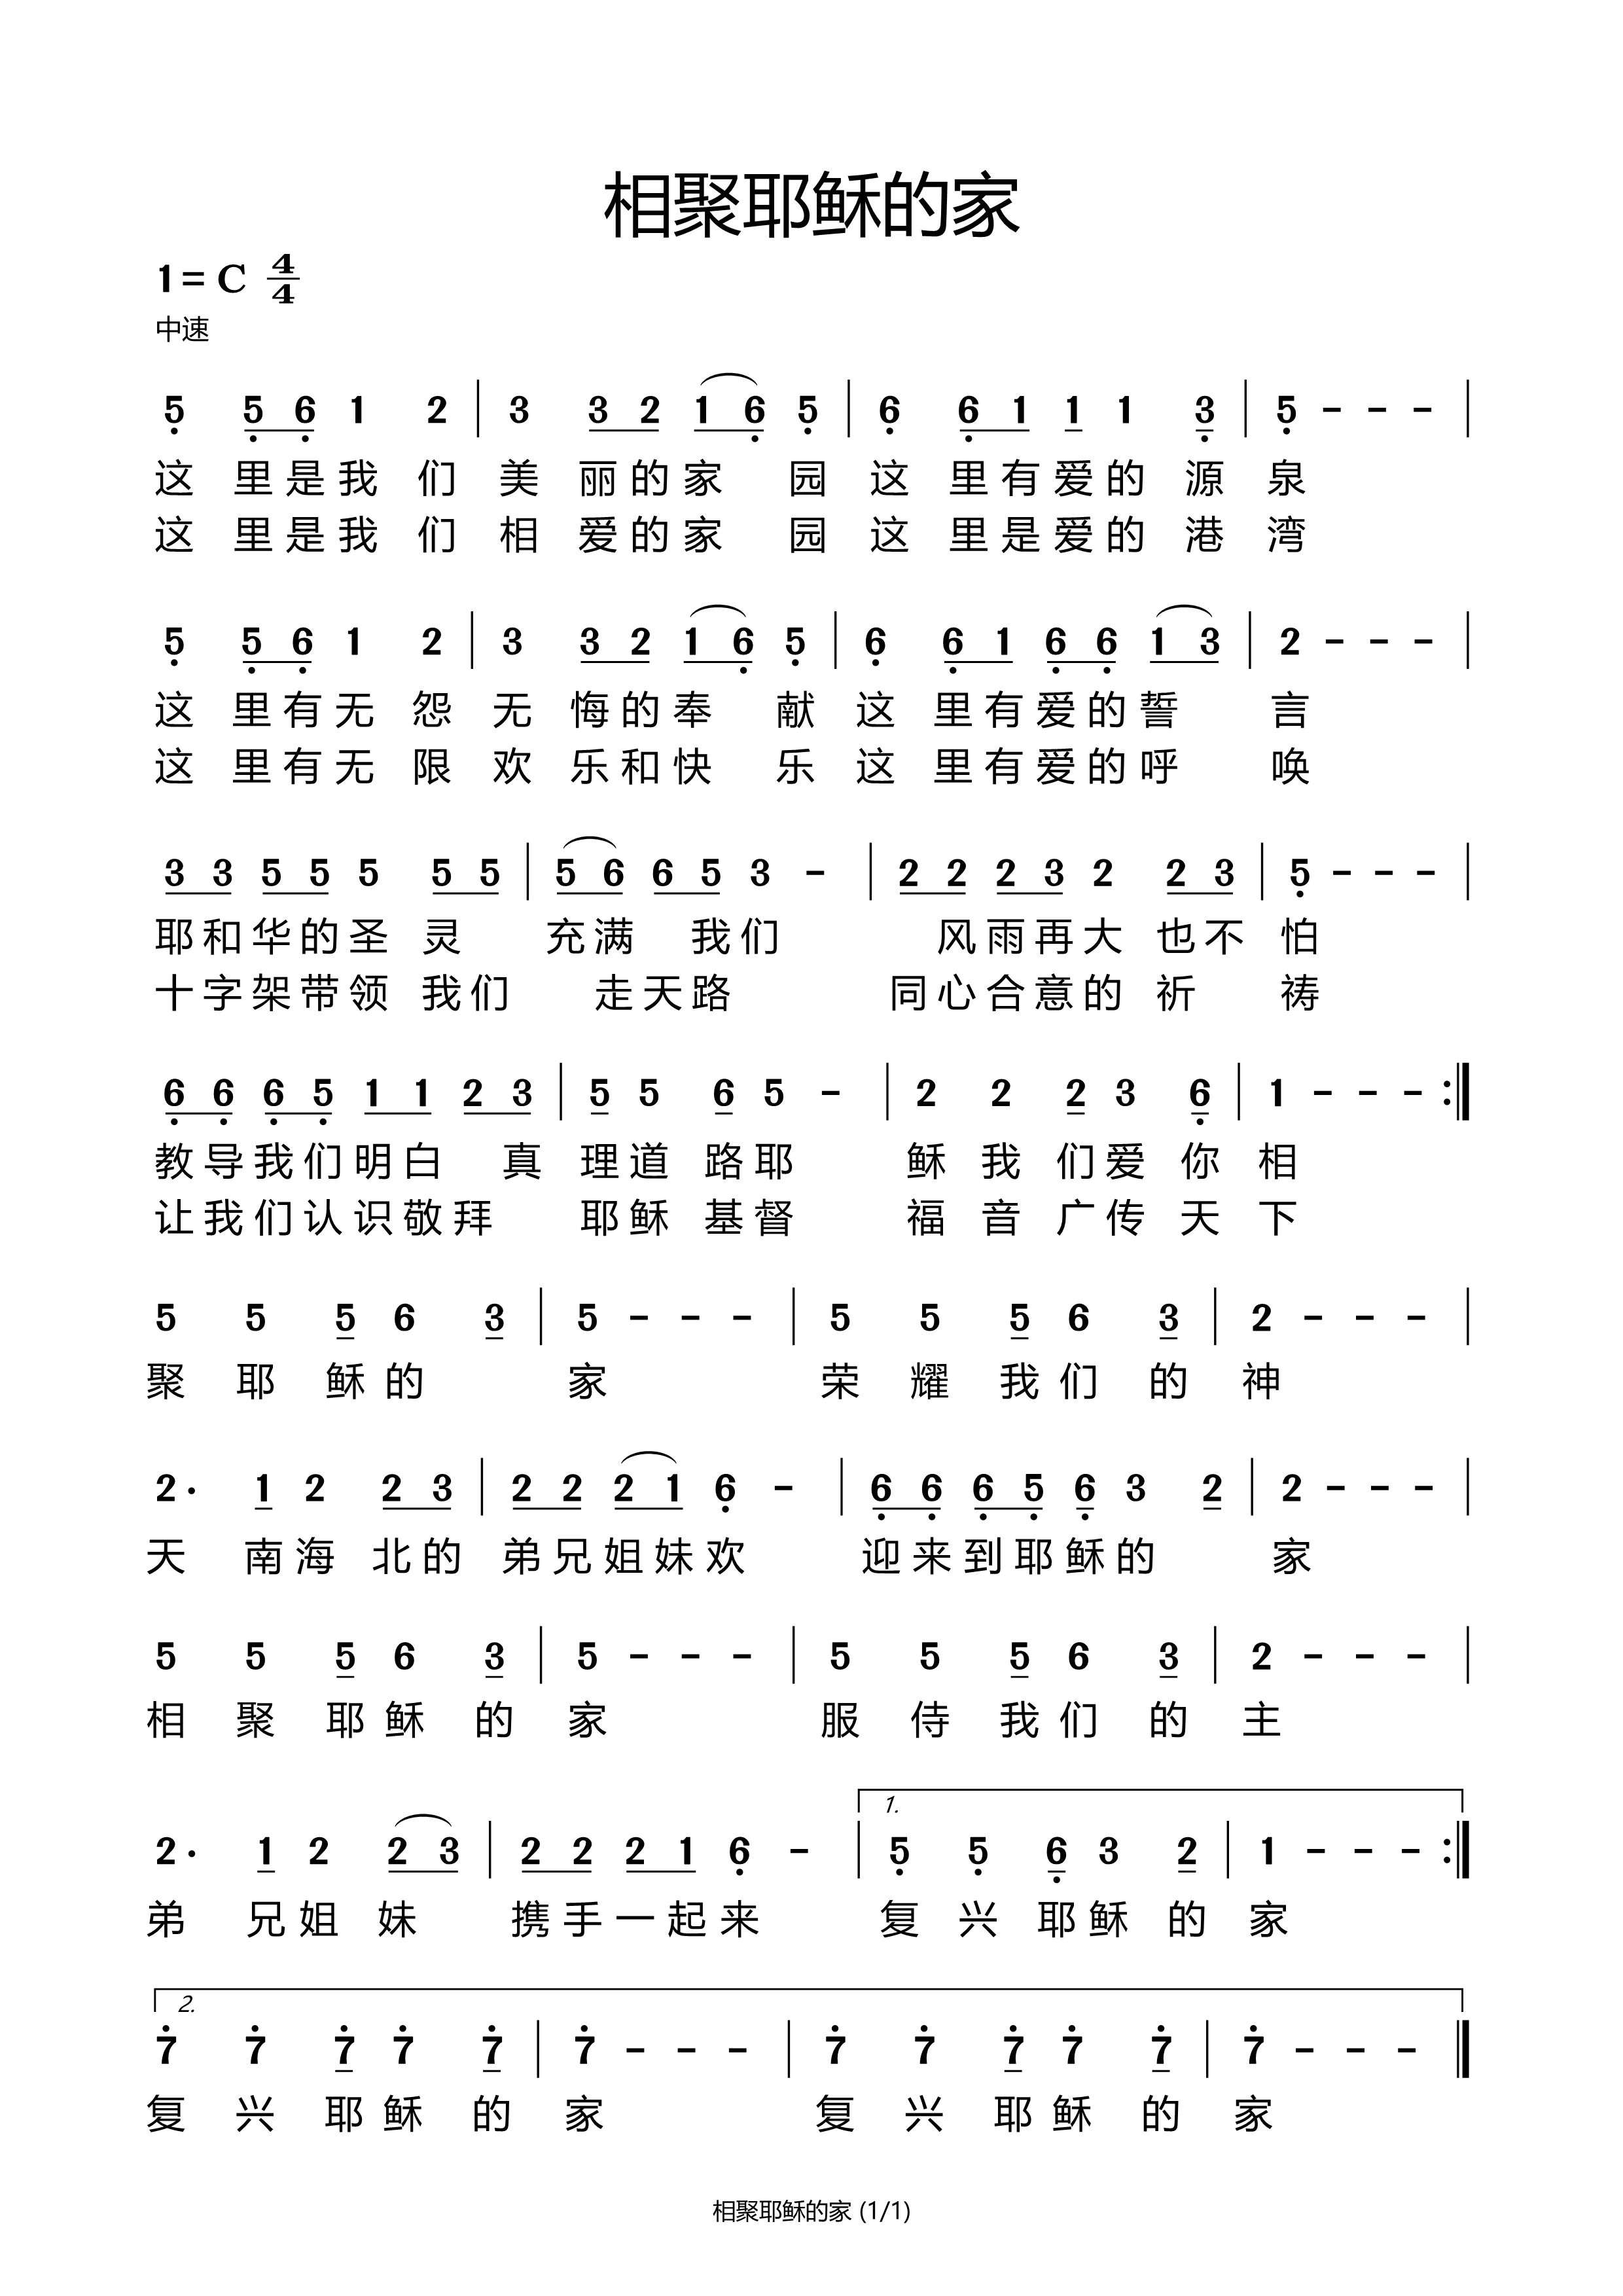 相聚耶稣的家
1= C 4/4
中速
5 5 6 1 2 | 3 3 2 1 6 5 | 6 6 1 1 1 3 | 5 - - - |
这里是我们美丽的家园这里有爱的源泉
这里是我们相爱的家园这里是爱的港湾
5 5 6 1 2 | 3 3 2 1 6 5 | 6 6 1 6 6 1 3 | 2 - - - |
这里有无怨无悔的奉献这里有爱的誓言
这里有无限欢乐和快乐这里有爱的呼唤
3 3 5 5 5 5 5 | 5 6 6 5 3 - | 2 2 2 3 2 2 3 | 5 - - - |
耶和华的圣灵充满我们风雨再大也不怕
十字架带领我们走天路同心合意的祈祷
6 6 6 5 1 1 2 3 | 5 5 6 5 - | 2 2 2 3 6 | 1 - - - :|
教导我们明白真理道路耶稣我们爱你相
让我们认识敬拜耶稣基督福音广传天下
5 5 5 6 3 | 5 - - - | 5 5 5 6 3 | 2 - - - |
聚耶稣的家荣耀我们的神
2. 1 2 2 3 | 2 2 2 1 6 - | 6 6 6 5 6 3 2 | 2 - - - |
天南海北的弟兄姐妹欢迎来到耶稣的家
5 5 5 6 3 | 5 - - - | 5 5 5 6 3 | 2 - - - |
相聚耶稣的家服侍我们的主
1.
2. 1 2 2 3 | 2 2 2 1 6 - | 5 5 6 3 2 | 1 - - - :|
弟兄姐妹携手一起来复兴耶稣的家
2.
7 7 7 7 7 | 7 - - - | 7 7 7 7 7 | 7 - - - ||
复兴耶稣的家复兴耶稣的家
相聚耶稣的家 (1/1)